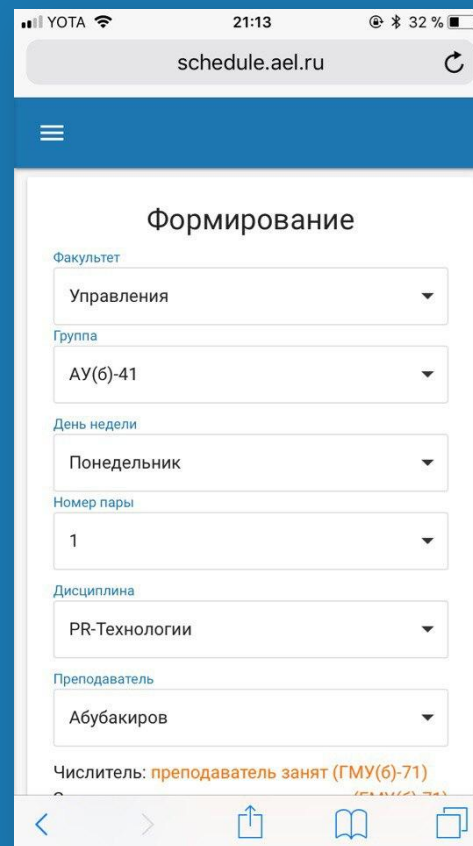 YOTA 21:13 32 %
schedule.ael.ru
Формирование
Факультет
Управления
Группа
АУ(б)-41
День недели
Понедельник
Номер пары
1
Дисциплина
PR-Технологии
Преподаватель
Абубакиров
Числитель: преподаватель занят (ГМУ(б)-71)